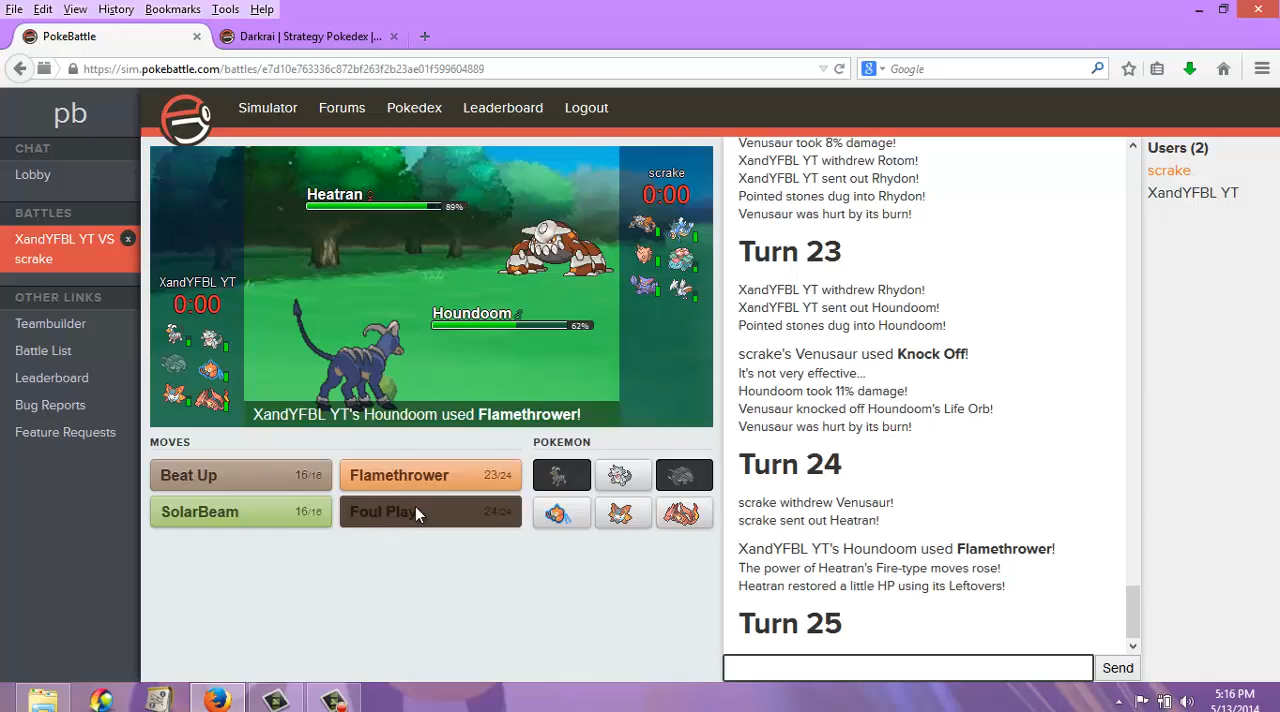 File Edit View History Bookmarks Tools Help
PokeBattle
Darkrai | Strategy Pokedex |...
https://sim.pokebattle.com/battles/e7d10e763336c872bf263f2b23ae01f599604889
Google
pb
Simulator Forums Pokedex Leaderboard Logout
CHAT
Lobby
BATTLES
XandYFBL YT VS
scrake
OTHER LINKS
Teambuilder
Battle List
Leaderboard
Bug Reports
Feature Requests
scrake
0:00
Heatran
89%
XandYFBL YT
0:00
Houndoom
62%
XandYFBL YT's Houndoom used Flamethrower!
MOVES
Beat Up 16/16
Flamethrower 23/24
SolarBeam 16/16
Foul Play 24/24
POKEMON
Venusaur took 8% damage!
XandYFBL YT withdrew Rotom!
XandYFBL YT sent out Rhydon!
Pointed stones dug into Rhydon!
Venusaur was hurt by its burn!
Turn 23
XandYFBL YT withdrew Rhydon!
XandYFBL YT sent out Houndoom!
Pointed stones dug into Houndoom!
scrake's Venusaur used Knock Off!
It's not very effective...
Houndoom took 11% damage!
Venusaur knocked off Houndoom's Life Orb!
Venusaur was hurt by its burn!
Turn 24
scrake withdrew Venusaur!
scrake sent out Heatran!
XandYFBL YT's Houndoom used Flamethrower!
The power of Heatran's Fire-type moves rose!
Heatran restored a little HP using its Leftovers!
Turn 25
Send
Users (2)
scrake
XandYFBL YT
5:16 PM
5/13/2014